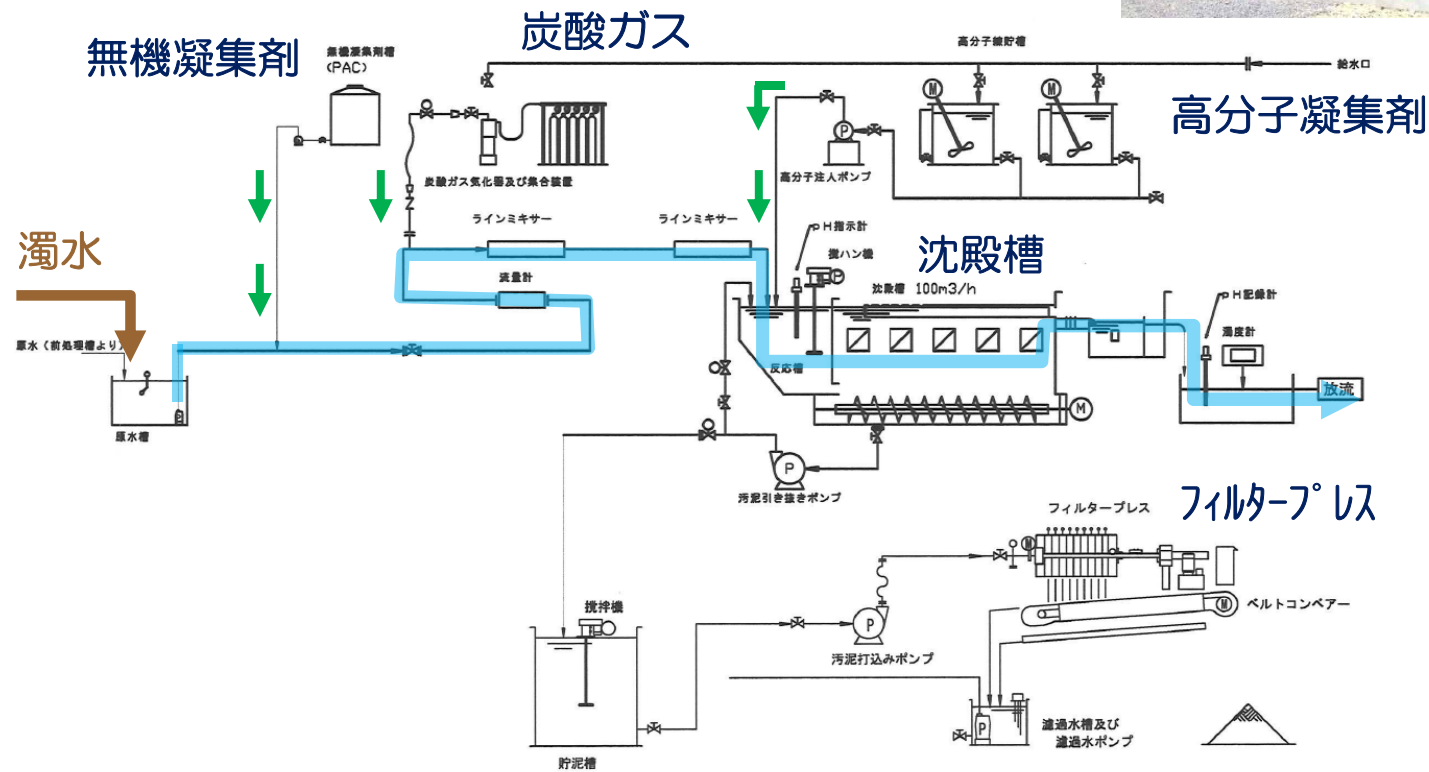 炭酸ガス
無機凝集剤
無機凝集剤槽
(PAC)
高分子線貯槽
給水口
高分子凝集剤
M
M
P
炭酸ガス気化器及び集合装置
高分子注入ポンプ
ラインミキサー
ラインミキサー
pH指示計
攪ハン機
P
濁水
沈殿槽
流量計
沈殿槽 100m3/h
pH記録計
濁度計
原水(前処理槽より)
反応槽
放流
M
原水槽
P
汚泥引き抜きポンプ
フィルタープレス
フィルタープレス
M
攪拌機
P
M
ベルトコンベアー
汚泥打込みポンプ
P
濾過水槽及び
濾過水ポンプ
貯泥槽